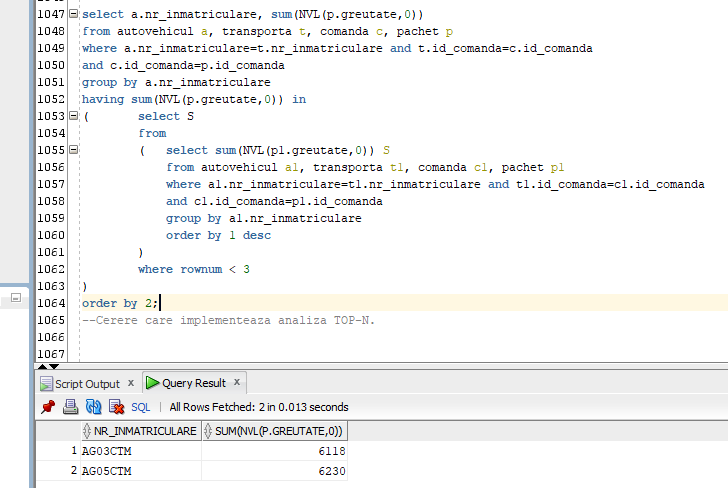 1047 select a.nr_inmatriculare, sum(NVL(p.greutate,0))
1048 from autovehicul a, transporta t, comanda c, pachet p
1049 where a.nr_inmatriculare=t.nr_inmatriculare and t.id_comanda=c.id_comanda
1050 and c.id_comanda=p.id_comanda
1051 group by a.nr_inmatriculare
1052 having sum(NVL(p.greutate,0)) in
1053 (       select S
1054         from
1055         (   select sum(NVL(p1.greutate,0)) S
1056             from autovehicul a1, transporta t1, comanda c1, pachet p1
1057             where a1.nr_inmatriculare=t1.nr_inmatriculare and t1.id_comanda=c1.id_comanda
1058             and c1.id_comanda=p1.id_comanda
1059             group by a1.nr_inmatriculare
1060             order by 1 desc
1061         )
1062         where rownum < 3
1063 )
1064 order by 2;
1065 --Cerere care implementeaza analiza TOP-N.
1066
1067
Script Output x Query Result x
SQL | All Rows Fetched: 2 in 0.013 seconds
NR_INMATRICULARE SUM(NVL(P.GREUTATE,0))
1 AG03CTM 6118
2 AG05CTM 6230